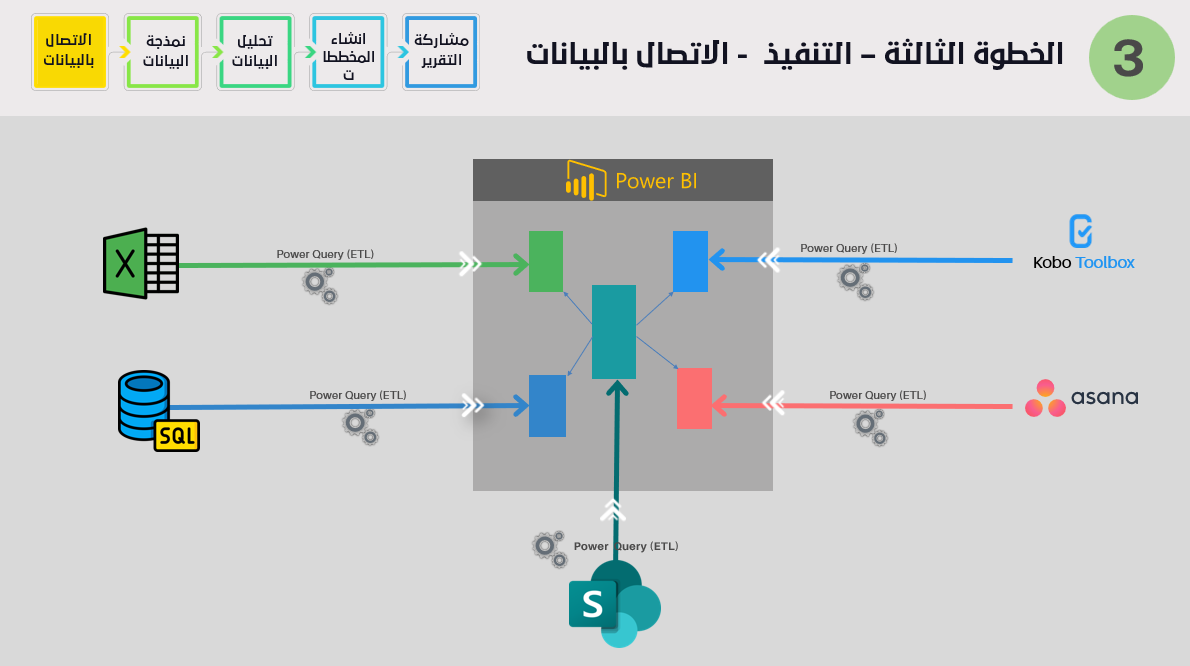 3
الخطوة الثالثة – التنفيذ - الاتصال بالبيانات
مشاركة
التقرير
انشاء
المخططا
ت
تحليل
البيانات
نمذجة
البيانات
الاتصال
بالبيانات
Power BI
X
Power Query (ETL)
Power Query (ETL)
Kobo Toolbox
SQL
Power Query (ETL)
Power Query (ETL)
asana
Power Query (ETL)
S